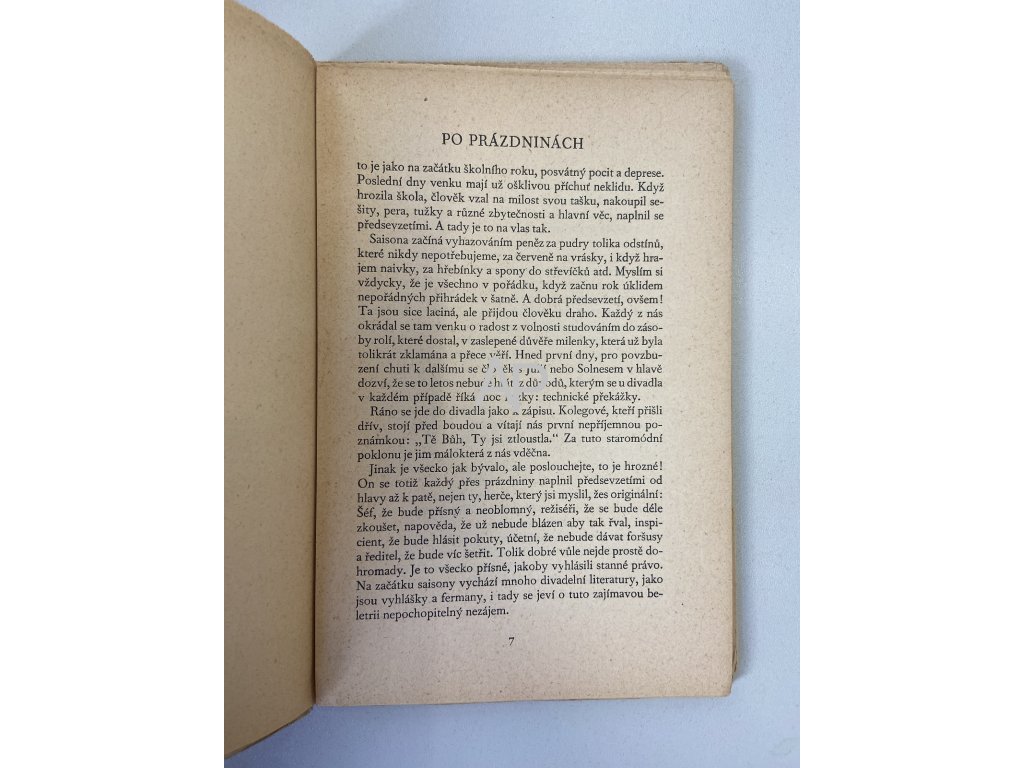 PO PRÁZDNINÁCH
to je jako na začátku školního roku, posvátný pocit a deprese.
Poslední dny venku mají už ošklivou příchuť neklidu. Když
hrozila škola, člověk vzal na milost svou tašku, nakoupil se-
šity, pera, tužky a různé zbytečnosti a hlavní věc, naplnil se
předsevzetími. A tady je to na vlas tak.
Saisona začíná vyhazováním peněz za pudry tolika odstínů,
které nikdy nepotřebujeme, za červeně na vrásky, i když hra-
jem naivky, za hřebínky a spony do střevíčků atd. Myslím si
vždycky, že je všechno v pořádku, když začnu rok úklidem
nepořádných přihrádek v šatně. A dobrá předsevzetí, ovšem!
Ta jsou sice laciná, ale přijdou člověku draho. Každý z nás
okrádal se tam venku o radost z volnosti studováním do záso-
by rolí, které dostal, v zaslepené důvěře milenky, která už byla
tolikrát zklamána a přece věří. Hned první dny, pro povzbu-
zení chuti k dalšímu se člověk s nebo Solnesem v hlavě
dozví, že se to letos nebude hrát z důvodů, kterým se u divadla
v každém případě říká moc hezky: technické překážky.
Ráno se jde do divadla jako k zápisu. Kolegové, kteří přišli
dřív, stojí před boudou a vítají nás první nepříjemnou po-
známkou: „Tě Bůh, Ty jsi ztloustla.“ Za tuto staromódní
poklonu je jim málokterá z nás vděčna.
Jinak je všecko jak bývalo, ale poslouchejte, to je hrozné!
On se totiž každý přes prázdniny naplnil předsevzetími od
hlavy až k patě, nejen ty, herče, který jsi myslil, žes originální:
Šéf, že bude přísný a neoblomný, režiséři, že se bude déle
zkoušet, napověda, že už nebude blázen aby tak řval, inspi-
cient, že bude hlásit pokuty, účetní, že nebude dávat foršusy
a ředitel, že bude víc šetřit. Tolik dobré vůle nejde prostě do-
hromady. Je to všecko přísné, jakoby vyhlásili stanné právo.
Na začátku saisony vychází mnoho divadelní literatury, jako
jsou vyhlášky a fermany, i tady se jeví o tuto zajímavou be-
letrii nepochopitelný nezájem.
7